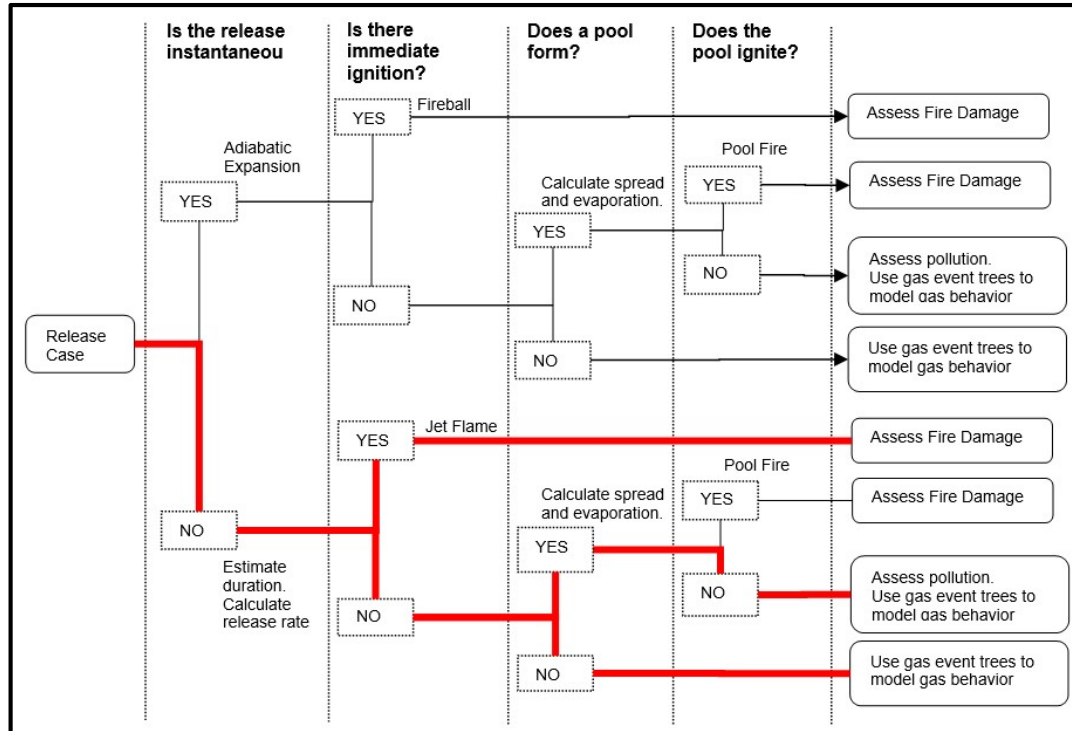 Is the release
instantaneou
Is there
immediate
ignition?
Does a pool
form?
Does the
pool ignite?
YES
Fireball
Assess Fire Damage
Adiabatic
Expansion
Pool Fire
YES
Calculate spread
and evaporation.
YES
Assess Fire Damage
YES
NO
Assess pollution.
Use gas event trees to
model gas behavior
NO
Release
Case
NO
Use gas event trees to
model gas behavior
YES
Jet Flame
Assess Fire Damage
Pool Fire
NO
Calculate spread
and evaporation.
YES
Assess Fire Damage
Estimate
duration.
Calculate
release rate
YES
NO
Assess pollution.
Use gas event trees to
model gas behavior
NO
NO
Use gas event trees to
model gas behavior